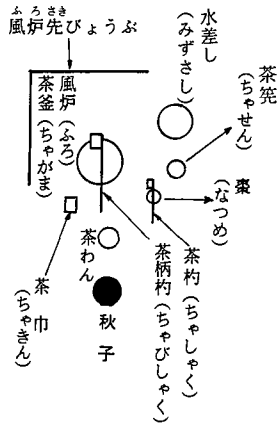 ふろさき
風炉先びょうぶ
水差し
(みずさし)
茶筅
(ちゃせん)
棗
(なつめ)
茶杓(ちゃしゃく)
茶柄杓(ちゃびしゃく)
風炉(ふろ)
茶釜(ちゃがま)
茶わん
秋子
茶巾
(ちゃきん)